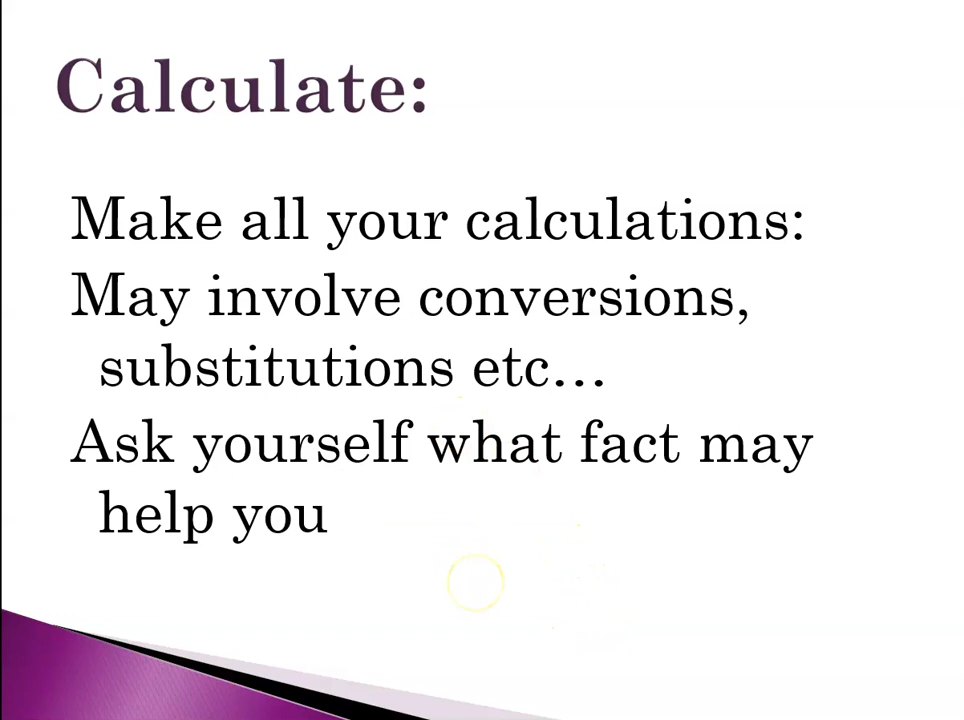 Calculate:
Make all your calculations:
May involve conversions,
substitutions etc…
Ask yourself what fact may
help you